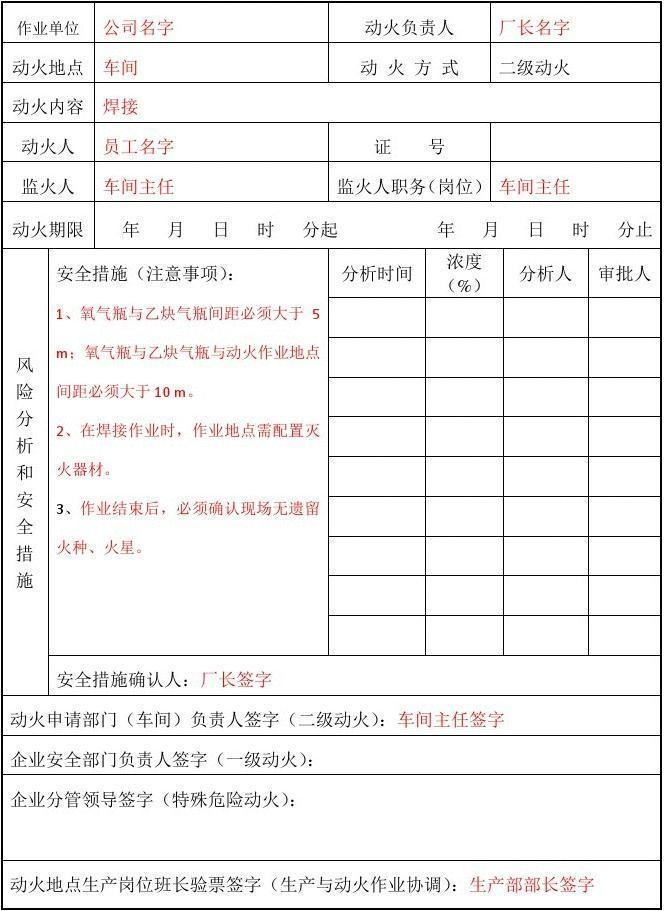 作业单位 公司名字 动火负责人 厂长名字
动火地点 车间 动 火 方 式 二级动火
动火内容 焊接
动火人 员工名字 证 号
监火人 车间主任 监火人职务（岗位） 车间主任
动火期限 年 月 日 时 分起 年 月 日 时 分止
风险分析和安全措施
安全措施（注意事项）：
1、氧气瓶与乙炔气瓶间距必须大于 5
m；氧气瓶与乙炔气瓶与动火作业地点
间距必须大于10 m。
2、在焊接作业时，作业地点需配置灭
火器材。
3、作业结束后，必须确认现场无遗留
火种、火星。
分析时间 浓度（%） 分析人 审批人
安全措施确认人：厂长签字
动火申请部门（车间）负责人签字（二级动火）：车间主任签字
企业安全部门负责人签字（一级动火）：
企业分管领导签字（特殊危险动火）：
动火地点生产岗位班长验票签字（生产与动火作业协调）：生产部部长签字